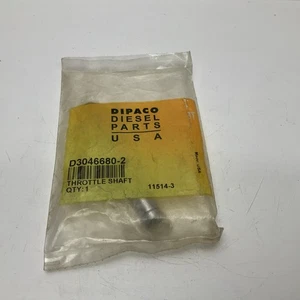 DIPACO
DIESEL
PARTS
USA
D3046680-2
THROTTLE SHAFT
QTY: 1 11514-3